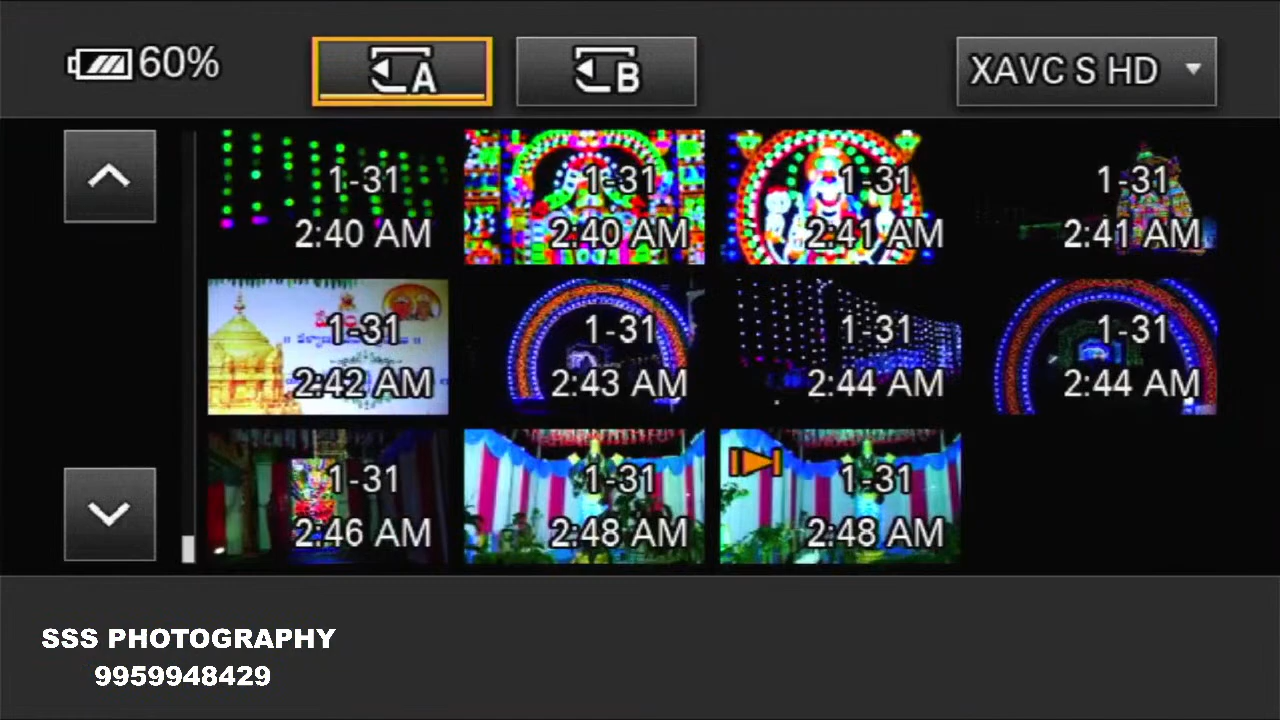 60%
A
B
XAVC S HD
1-31
2:40 AM
1-31
2:40 AM
1-31
2:41 AM
1-31
2:41 AM
1-31
2:42 AM
1-31
2:43 AM
1-31
2:44 AM
1-31
2:44 AM
1-31
2:46 AM
1-31
2:48 AM
1-31
2:48 AM
SSS PHOTOGRAPHY
9959948429